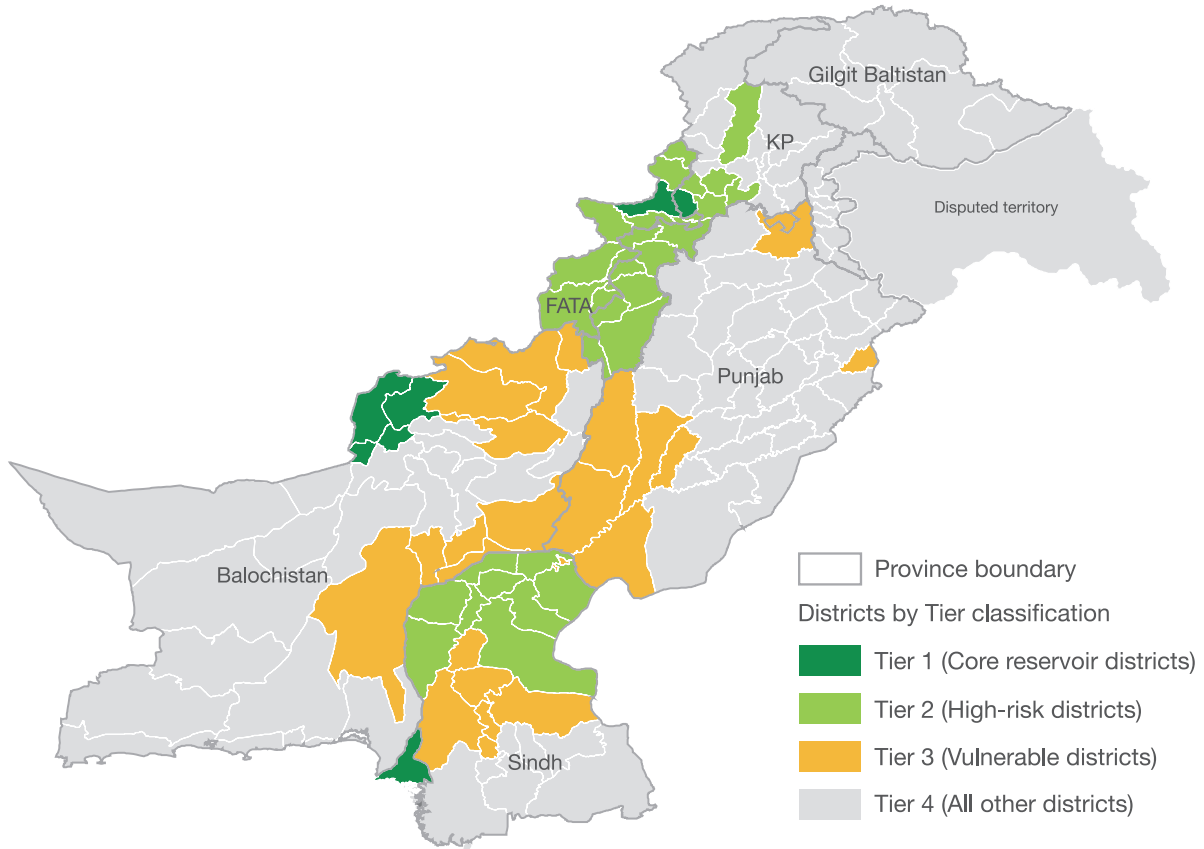 Gilgit Baltistan
KP
Disputed territory
FATA
Punjab
Balochistan
Sindh
Province boundary
Districts by Tier classification
Tier 1 (Core reservoir districts)
Tier 2 (High-risk districts)
Tier 3 (Vulnerable districts)
Tier 4 (All other districts)